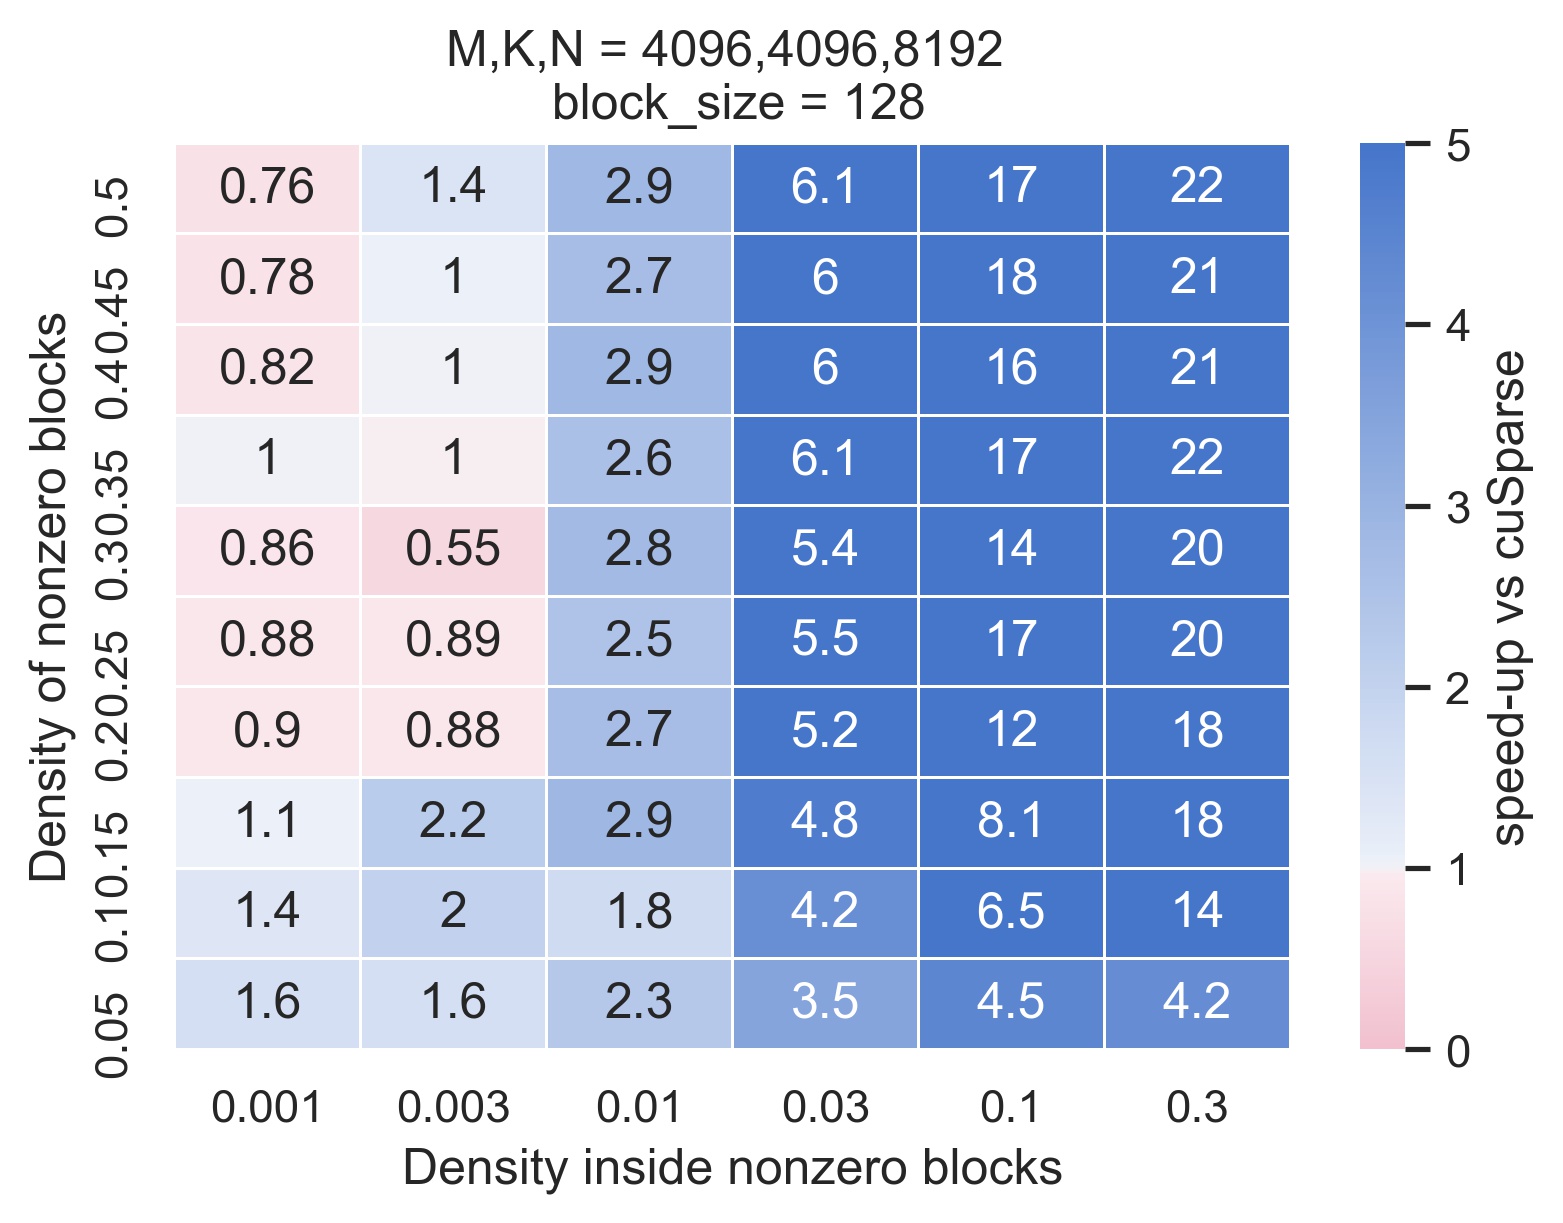 M,K,N = 4096,4096,8192
block_size = 128
Density of nonzero blocks
0.5 0.76 1.4 2.9 6.1 17 22
0.45 0.78 1 2.7 6 18 21
0.4 0.82 1 2.9 6 16 21
0.35 1 1 2.6 6.1 17 22
0.3 0.86 0.55 2.8 5.4 14 20
0.25 0.88 0.89 2.5 5.5 17 20
0.2 0.9 0.88 2.7 5.2 12 18
0.15 1.1 2.2 2.9 4.8 8.1 18
0.1 1.4 2 1.8 4.2 6.5 14
0.05 1.6 1.6 2.3 3.5 4.5 4.2
0.001 0.003 0.01 0.03 0.1 0.3
Density inside nonzero blocks
5
4
3
2
1
0
speed-up vs cuSparse